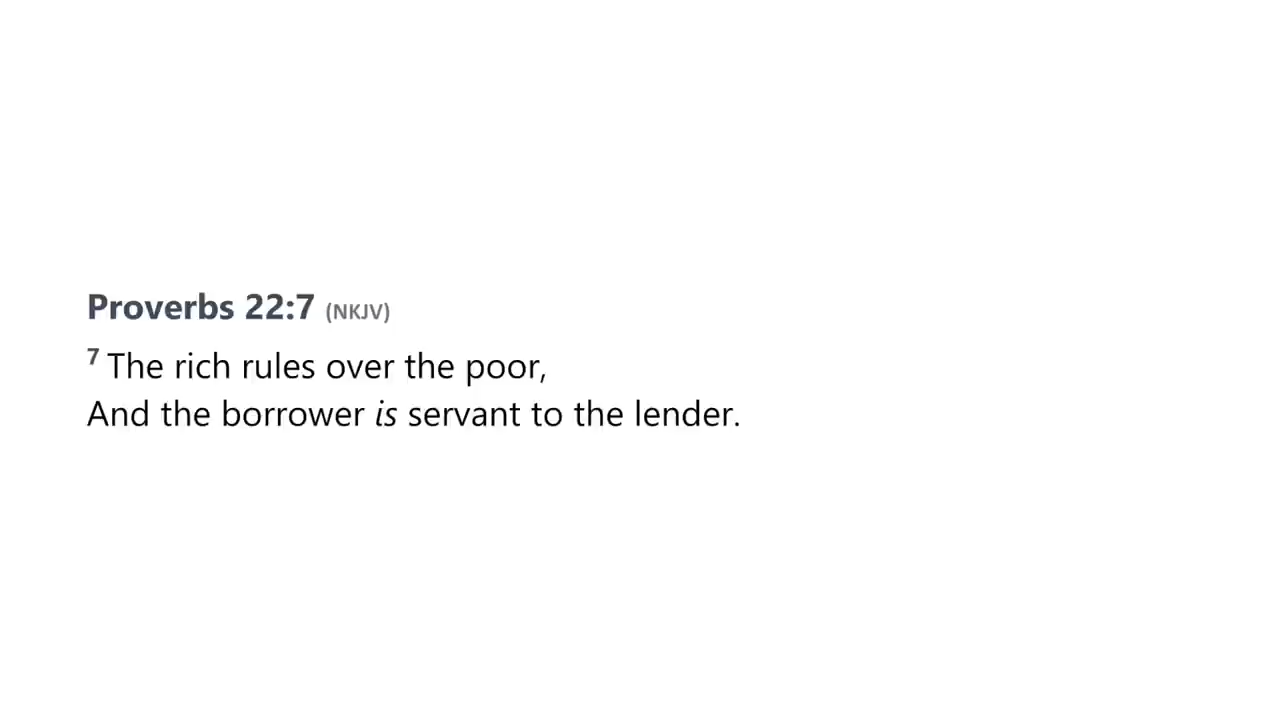 Proverbs 22:7 (NKJV)
7 The rich rules over the poor,
And the borrower is servant to the lender.